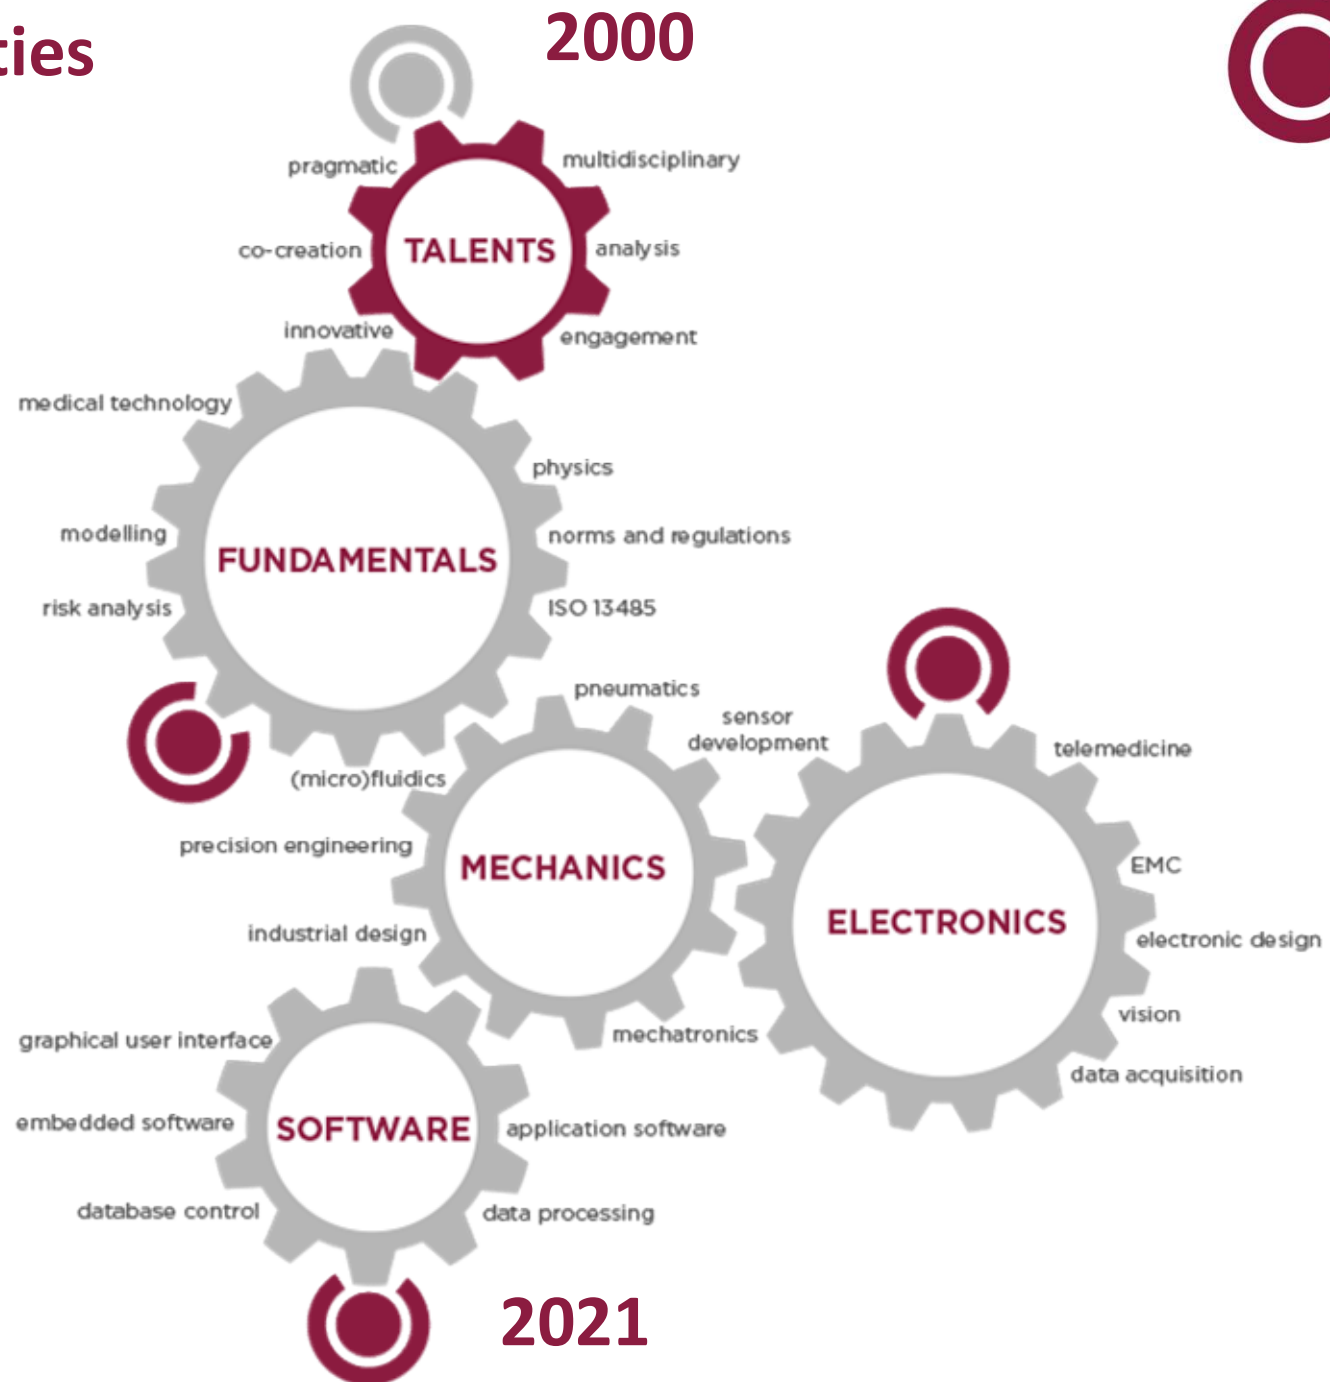 ties
2000
pragmatic
multidisciplinary
co-creation
TALENTS
analysis
innovative
engagement
medical technology
physics
modelling
norms and regulations
FUNDAMENTALS
risk analysis
ISO 13485
pneumatics
sensor
development
telemedicine
(micro)fluidics
precision engineering
MECHANICS
EMC
industrial design
ELECTRONICS
electronic design
vision
graphical user interface
mechatronics
data acquisition
embedded software
SOFTWARE
application software
database control
data processing
2021